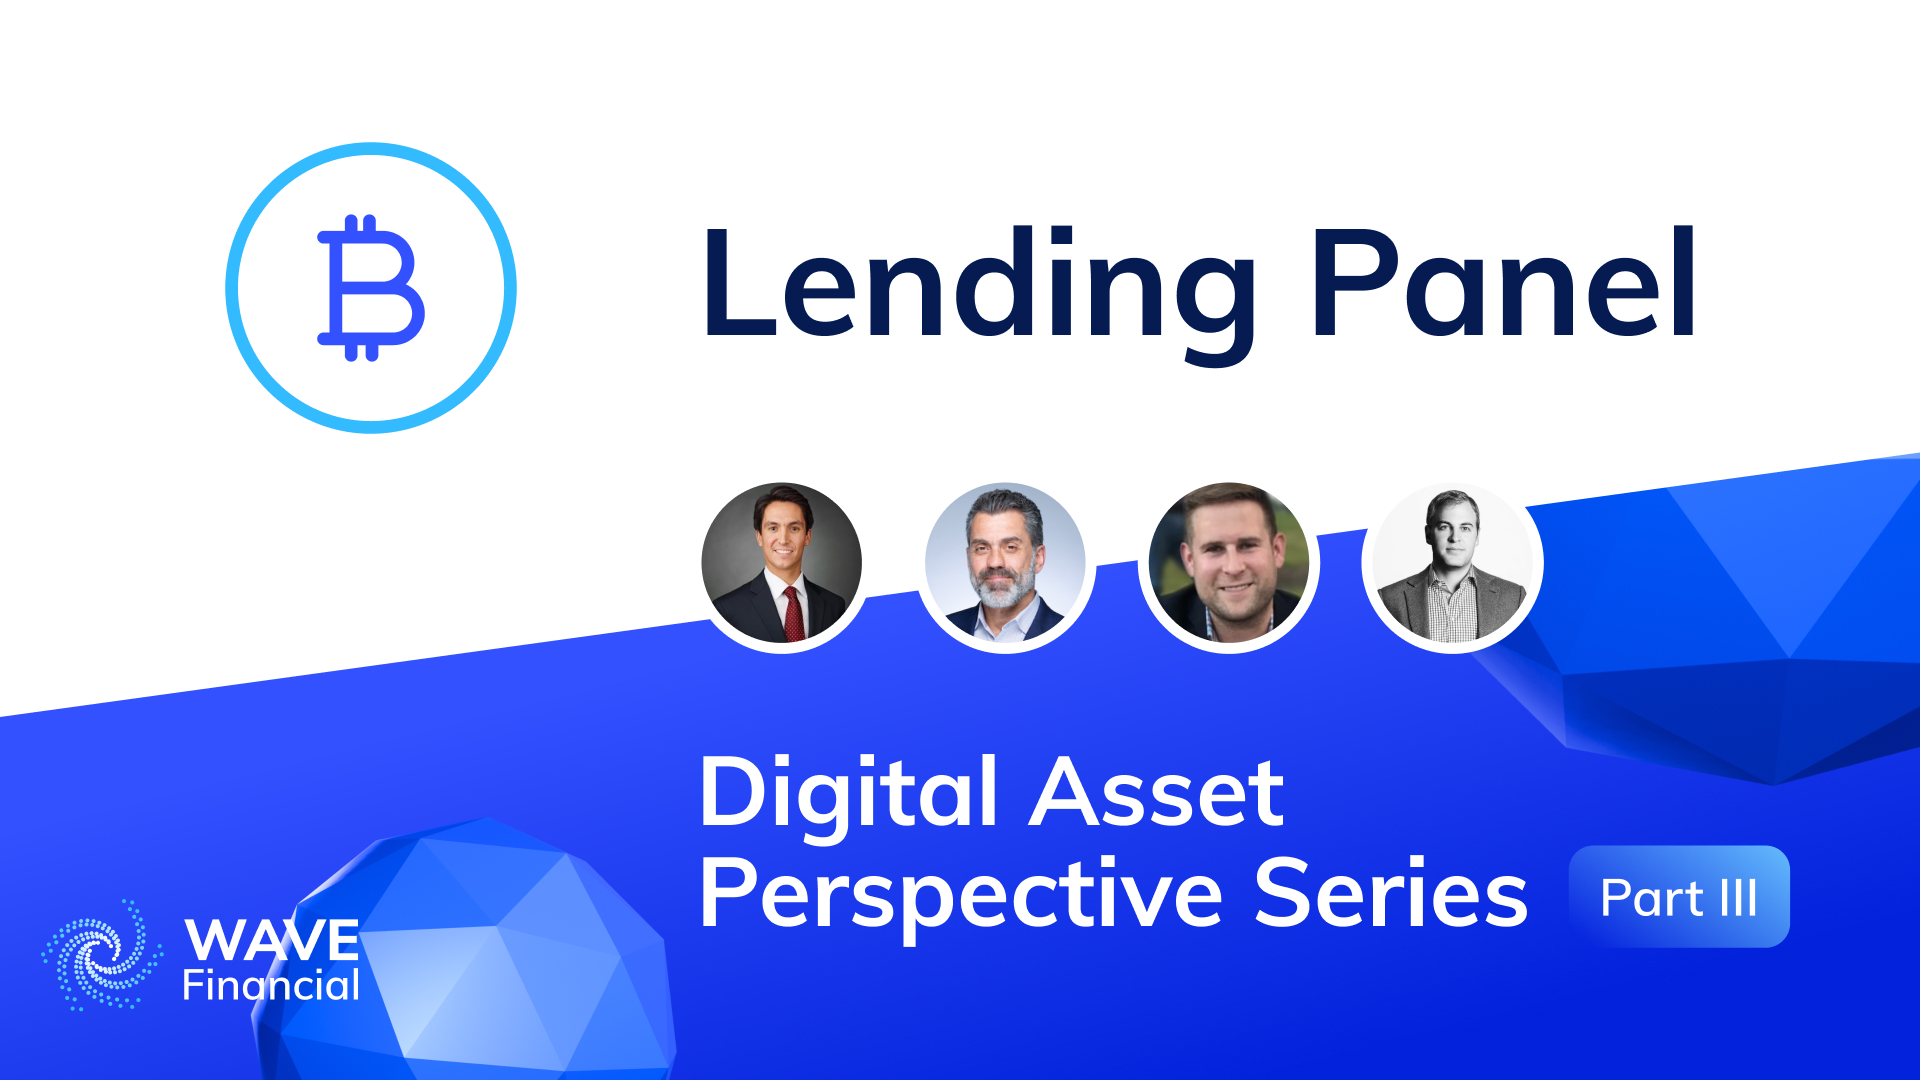 Lending Panel
Digital Asset
Perspective Series
Part III
WAVE
Financial